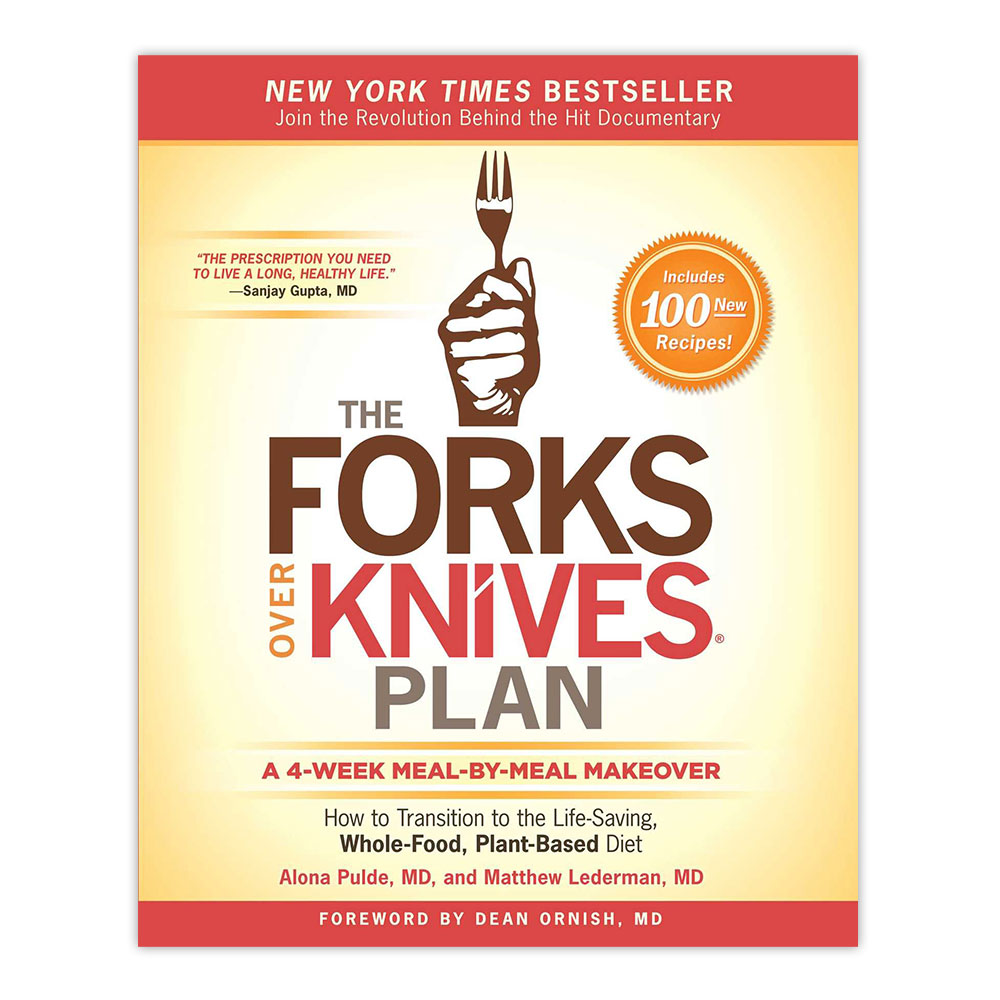 NEW YORK TIMES BESTSELLER
Join the Revolution Behind the Hit Documentary
“THE PRESCRIPTION YOU NEED
TO LIVE A LONG, HEALTHY LIFE.”
—Sanjay Gupta, MD
Includes
100 New
Recipes!
THE
FORKS
OVER
KNIVES®
PLAN
A 4-WEEK MEAL-BY-MEAL MAKEOVER
How to Transition to the Life-Saving,
Whole-Food, Plant-Based Diet
Alona Pulde, MD, and Matthew Lederman, MD
FOREWORD BY DEAN ORNISH, MD